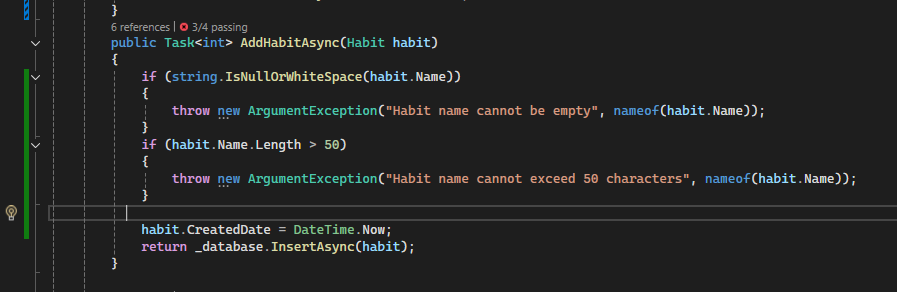 }
6 references | 3/4 passing
public Task<int> AddHabitAsync(Habit habit)
{
if (string.IsNullOrWhiteSpace(habit.Name))
{
throw new ArgumentException("Habit name cannot be empty", nameof(habit.Name));
}
if (habit.Name.Length > 50)
{
throw new ArgumentException("Habit name cannot exceed 50 characters", nameof(habit.Name));
}
habit.CreatedDate = DateTime.Now;
return _database.InsertAsync(habit);
}